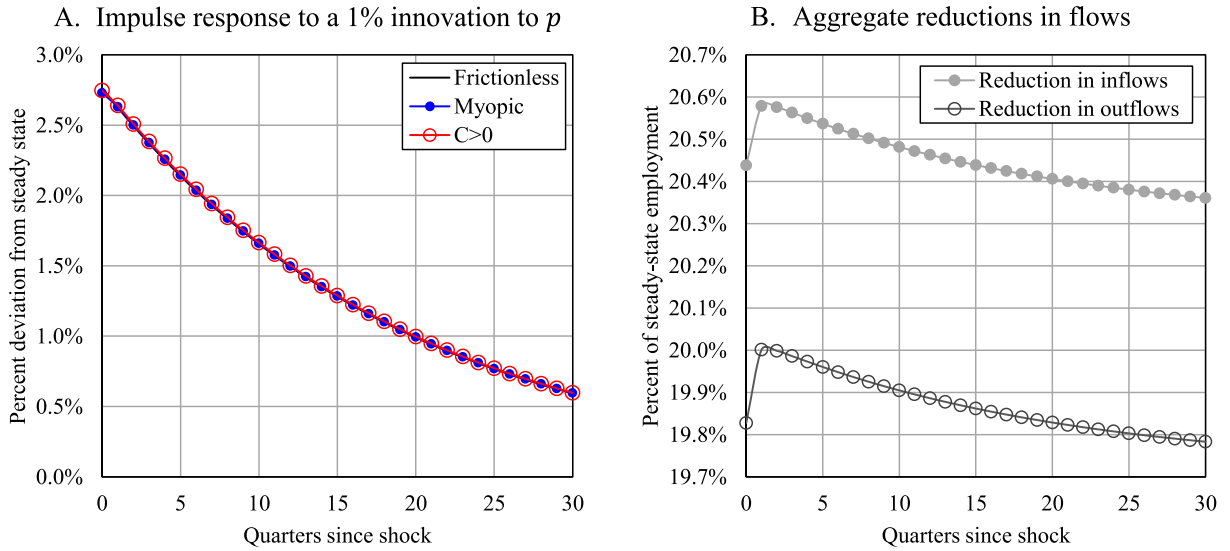 A. Impulse response to a 1% innovation to p
3.0%
2.5%
2.0%
1.5%
1.0%
0.5%
0.0%
Percent deviation from steady state
Frictionless
Myopic
C>0
0 5 10 15 20 25 30
Quarters since shock
B. Aggregate reductions in flows
20.7%
20.6%
20.5%
20.4%
20.3%
20.2%
20.1%
20.0%
19.9%
19.8%
19.7%
Percent of steady-state employment
Reduction in inflows
Reduction in outflows
0 5 10 15 20 25 30
Quarters since shock